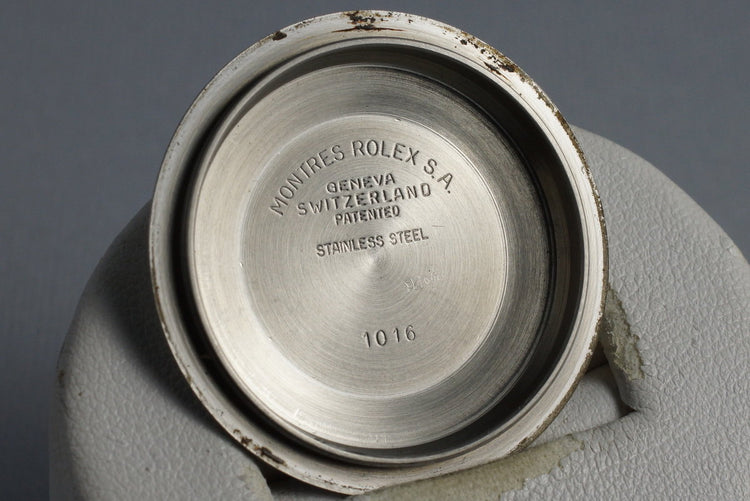 MONTRES ROLEX S.A.
GENEVA
SWITZERLAND
PATENTED
STAINLESS STEEL
1016